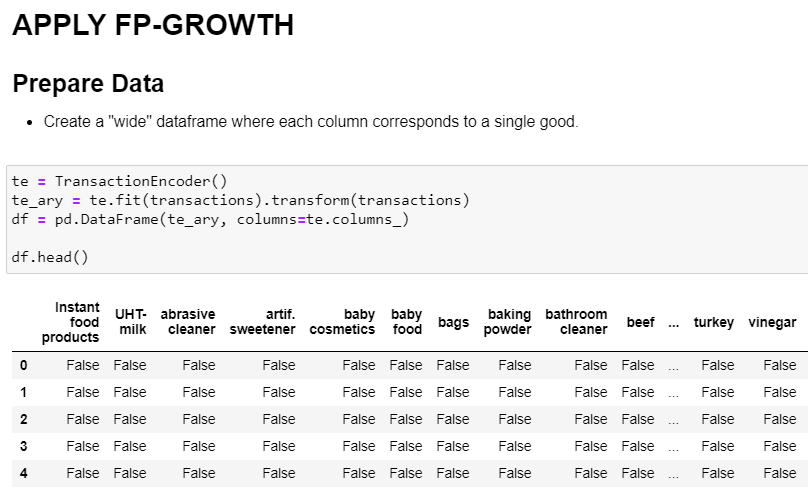 APPLY FP-GROWTH
Prepare Data
• Create a "wide" dataframe where each column corresponds to a single good.
te = TransactionEncoder()
te_ary = te.fit(transactions).transform(transactions)
df = pd.DataFrame(te_ary, columns=te.columns_)
df.head()
Instant food products UHT-milk abrasive cleaner artif. sweetener baby cosmetics baby food bags baking powder bathroom cleaner beef ... turkey vinegar
0 False False False False False False False False False False ... False False
1 False False False False False False False False False False ... False False
2 False False False False False False False False False False ... False False
3 False False False False False False False False False False ... False False
4 False False False False False False False False False False ... False False